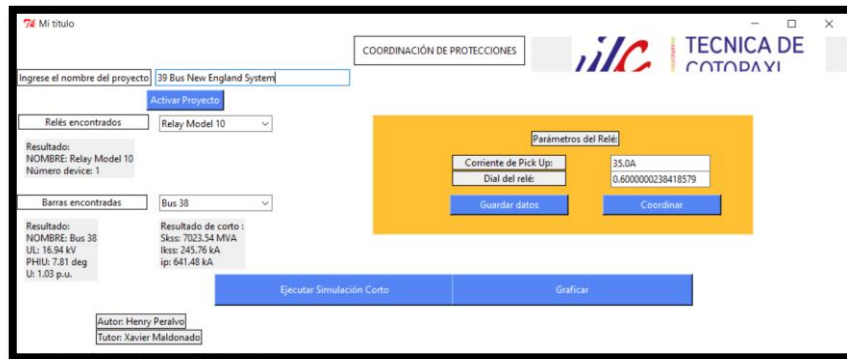 Mi titulo
COORDINACIÓN DE PROTECCIONES
TECNICA DE
COTOPAXI
Ingrese el nombre del proyecto
39 Bus New England System
Activar Proyecto
Relés encontrados
Relay Model 10
Resultado:
NOMBRE: Relay Model 10
Número device: 1
Parámetros del Relé:
Corriente de Pick Up:
35.0A
Dial del relé:
0.6000000238418579
Guardar datos
Coordinar
Barras encontradas
Bus 38
Resultado:
NOMBRE: Bus 38
UL: 16.94 kV
PHIU: 7.81 deg
U: 1.03 p.u.
Resultado de corto :
Skss: 7023.54 MVA
Ikss: 245.76 kA
ip: 641.48 kA
Ejecutar Simulación Corto
Graficar
Autor: Henry Peralvo
Tutor: Xavier Maldonado